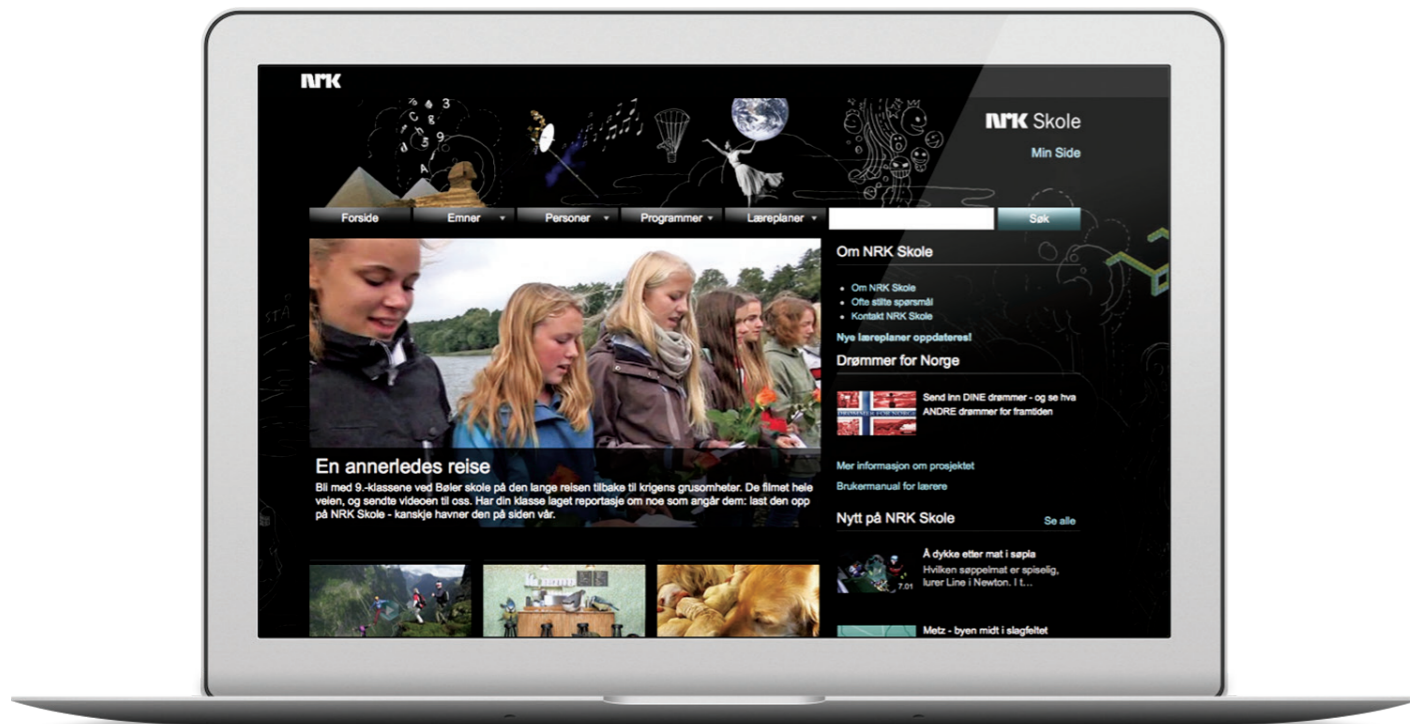 NRK
NRK Skole
Min Side
Forside
Emner
Personer
Programmer
Læreplaner
Søk
En annerledes reise
Bli med 9.-klassene ved Bøler skole på den lange reisen tilbake til krigens grusomheter. De filmet hele
veien, og sendte videoen til oss. Har din klasse laget reportasje om noe som angår dem: last den opp
på NRK Skole - kanskje havner den på siden vår.
Om NRK Skole
Om NRK Skole
Ofte stilte spørsmål
Kontakt NRK Skole
Nye læreplaner oppdateres!
Drømmer for Norge
DRØMMER FOR NORGE
Send inn DINE drømmer - og se hva
ANDRE drømmer for framtiden
Mer informasjon om prosjektet
Brukermanual for lærere
Nytt på NRK Skole
Se alle
7.01
Å dykke etter mat i søpla
Hvilken søppelmat er spiselig,
lurer Line i Newton. I t...
Metz - byen midt i slagfeltet